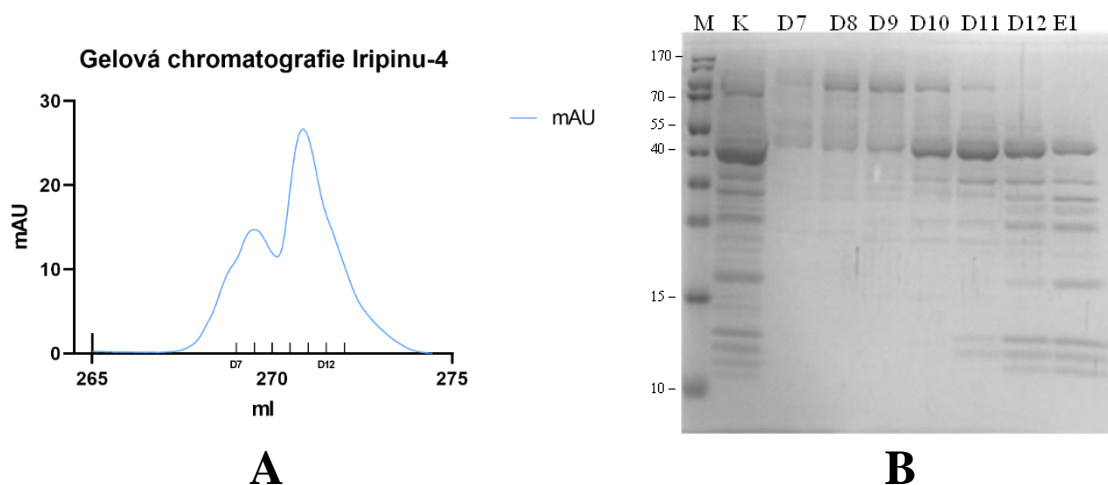 Gelová chromatografie Iripinu-4
30
20
10
0
mAU
265
270
275
D7
D12
ml
mAU
A
M K D7 D8 D9 D10 D11 D12 E1
170 –
70 –
55 –
40 –
15 –
10 –
B